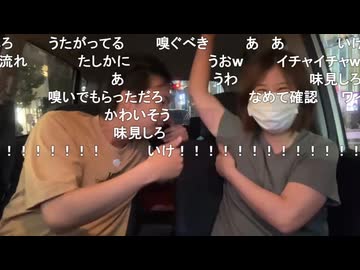 ろ うたがってる 嗅ぐべき あ あ いけ
流れ たしかに うおw イチャイチャw
あ うわ 味見しろ
嗅いでもらっただろ なめて確認 ワ
かわいそう
味見しろ
！！！！！！！ いけ！！！！！！！！！！！！！